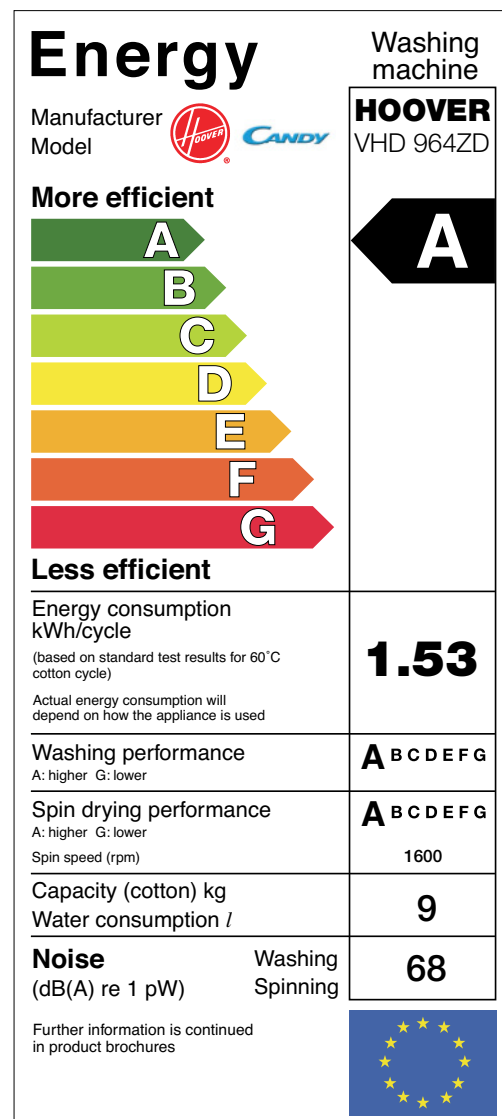 Energy
Washing
machine
Manufacturer
Model
HOOVER
®
CANDY
HOOVER
VHD 964ZD
More efficient
A
A
B
C
D
E
F
G
Less efficient
Energy consumption
kWh/cycle
(based on standard test results for 60˚C
cotton cycle)
Actual energy consumption will
depend on how the appliance is used
1.53
Washing performance
A: higher G: lower
A B C D E F G
Spin drying performance
A: higher G: lower
Spin speed (rpm)
A B C D E F G
1600
Capacity (cotton) kg
Water consumption l
9
Noise
(dB(A) re 1 pW)
Washing
Spinning
68
Further information is continued
in product brochures